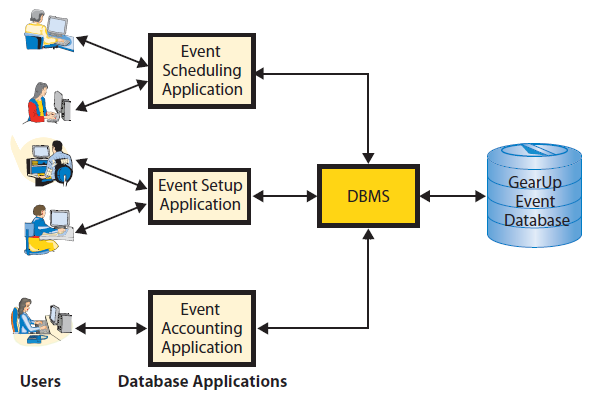 Event
Scheduling
Application
Event Setup
Application
DBMS
GearUp
Event
Database
Event
Accounting
Application
Users
Database Applications